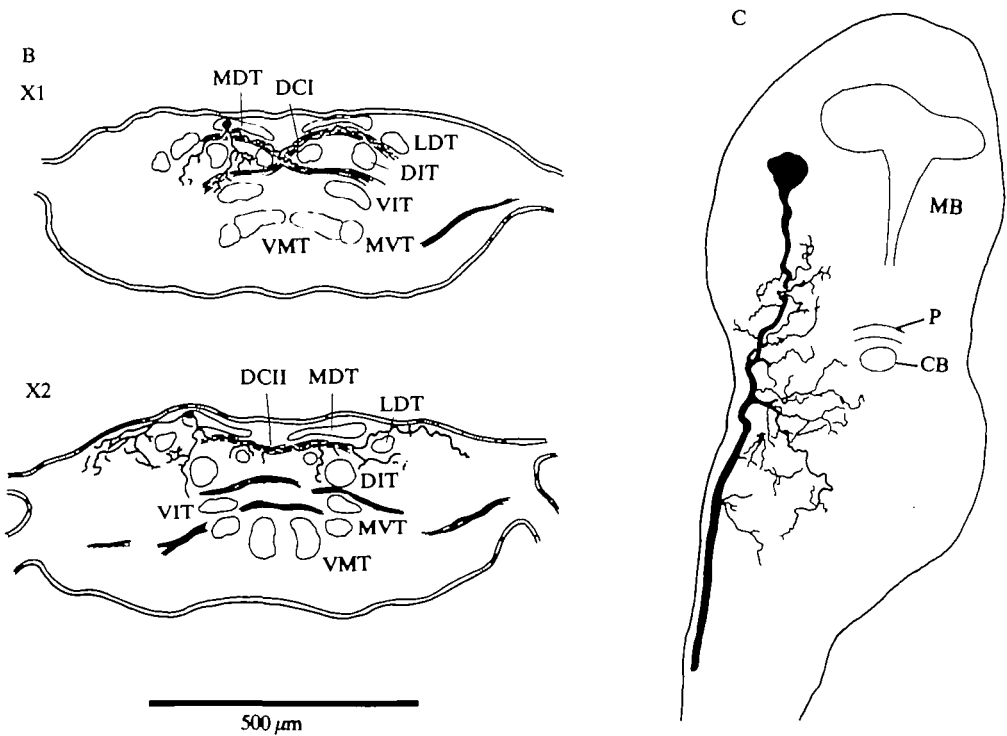 B
X1
MDT
DCI
LDT
DIT
VIT
VMT
MVT
X2
DCII
MDT
LDT
DIT
VIT
MVT
VMT
500 μm
C
MB
P
CB